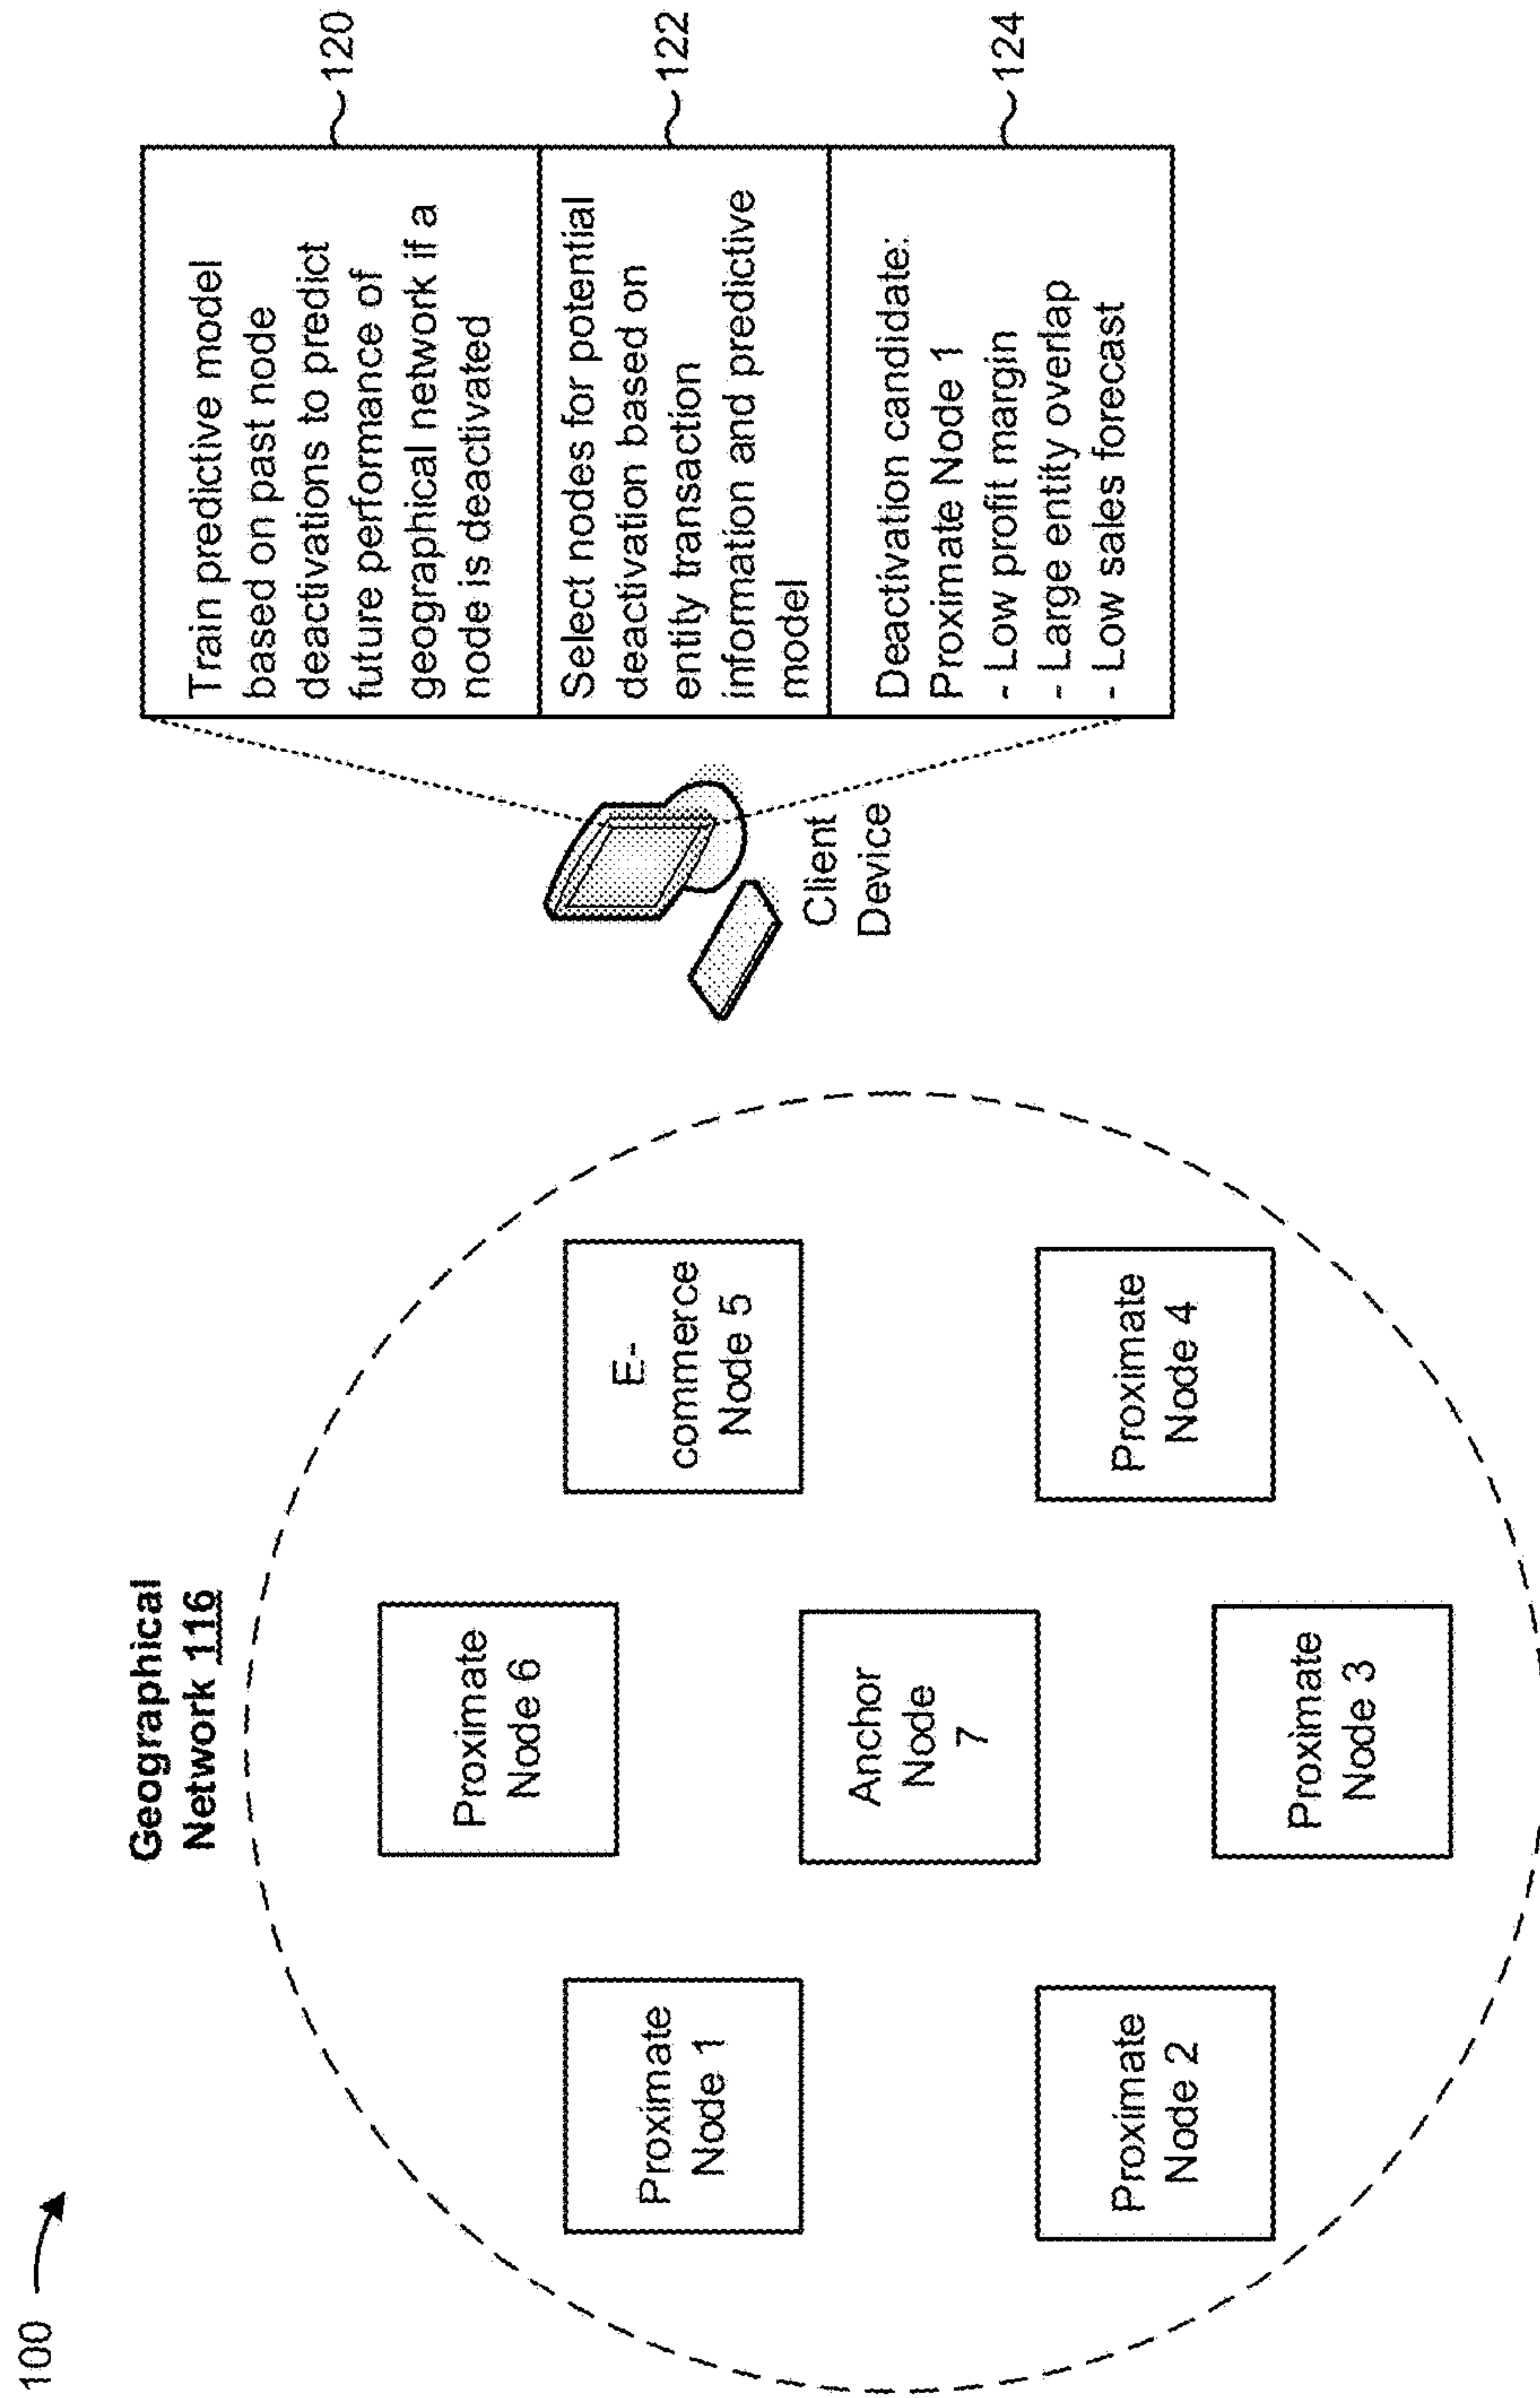 100
Geographical
Network 116
Proximate
Node 1
Proximate
Node 6
E-
commerce
Node 5
Anchor
Node
7
Proximate
Node 2
Proximate
Node 3
Proximate
Node 4
Client
Device
Train predictive model
based on past node
deactivations to predict
future performance of
geographical network if a
node is deactivated
120
Select nodes for potential
deactivation based on
entity transaction
information and predictive
model
122
Deactivation candidate:
Proximate Node 1
- Low profit margin
- Large entity overlap
- Low sales forecast
124